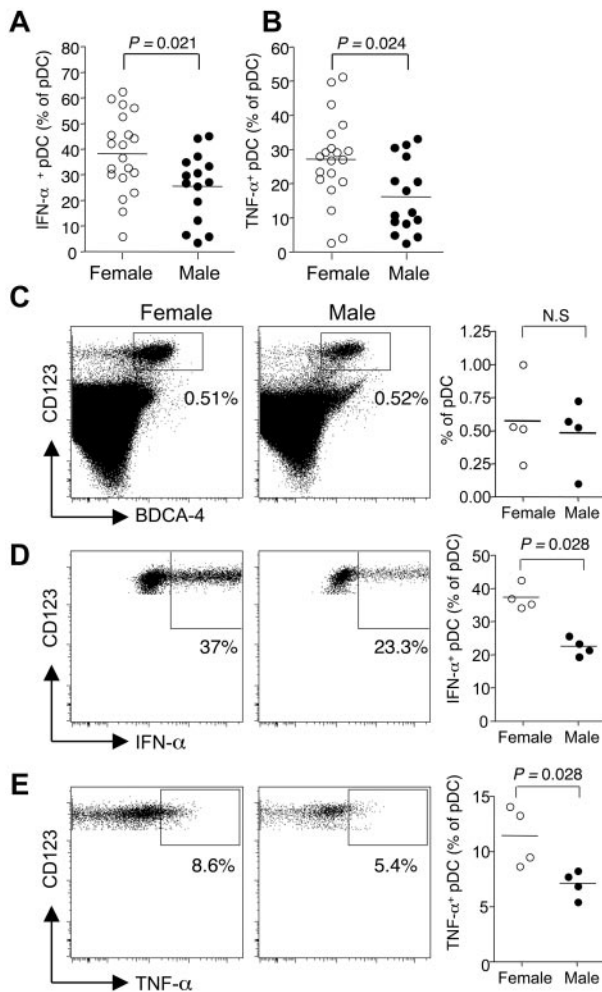 A
P = 0.021
IFN-α + pDC (% of pDC)
80
70
60
50
40
30
20
10
0
Female Male
B
P = 0.024
TNF-α+ pDC (% of pDC)
60
50
40
30
20
10
0
Female Male
C
Female Male
CD123
0.51%
0.52%
BDCA-4
N.S
% of pDC
1.25
1.00
0.75
0.50
0.25
0.00
Female Male
D
CD123
37%
23.3%
IFN-α
P = 0.028
IFN-α+ pDC (% of pDC)
50
40
30
20
10
0
Female Male
E
CD123
8.6%
5.4%
TNF-α
P = 0.028
TNF-α+ pDC (% of pDC)
15
10
5
0
Female Male